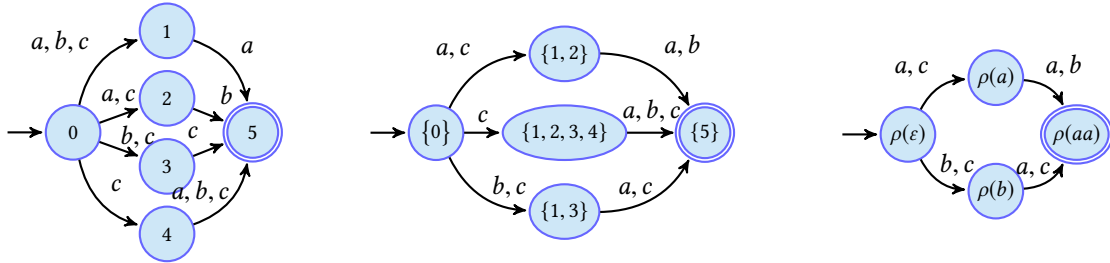 a, b, c
1
a
a, c
2
b
0
5
b, c
3
c
c
a, b, c
4
a, c
{1, 2}
a, b
{0}
c
{1, 2, 3, 4}
a, b, c
{5}
b, c
{1, 3}
a, c
a, c
ρ(a)
a, b
ρ(ε)
ρ(aa)
b, c
ρ(b)
a, c